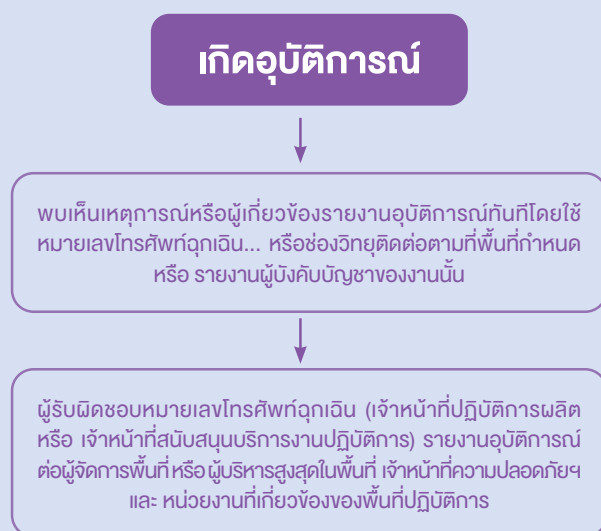 เกิดอุบัติการณ์
พบเห็นเหตุการณ์หรือผู้เกี่ยวข้องรายงานอุบัติการณ์ทันทีโดยใช้
หมายเลขโทรศัพท์ฉุกเฉิน... หรือช่องวิทยุติดต่อตามที่พื้นที่กำหนด
หรือ รายงานผู้บังคับบัญชาของงานนั้น
ผู้รับผิดชอบหมายเลขโทรศัพท์ฉุกเฉิน (เจ้าหน้าที่ปฏิบัติการผลิต
หรือ เจ้าหน้าที่สนับสนุนบริการงานปฏิบัติการ) รายงานอุบัติการณ์
ต่อผู้จัดการพื้นที่ หรือ ผู้บริหารสูงสุดในพื้นที่ เจ้าหน้าที่ความปลอดภัยฯ
และ หน่วยงานที่เกี่ยวข้องของพื้นที่ปฏิบัติการ